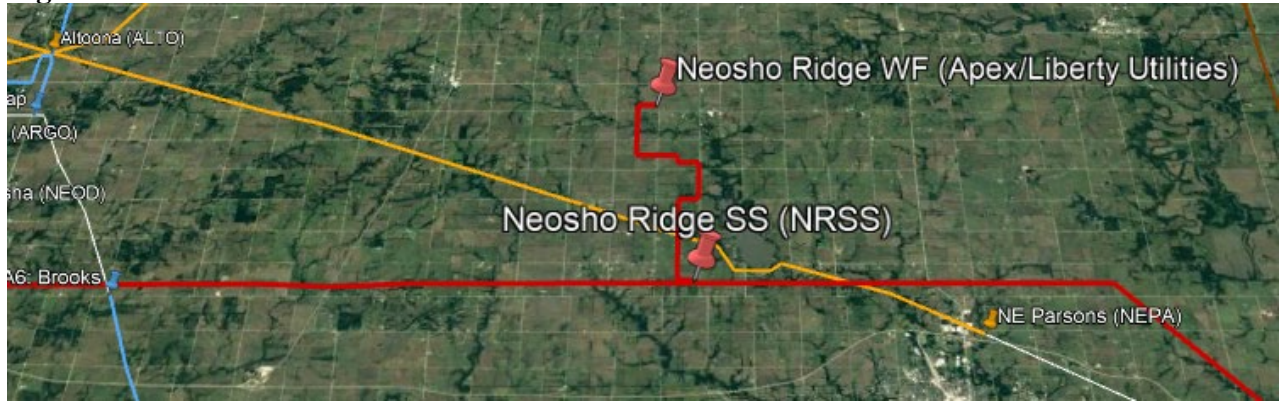 Altoona (ALTO)
Neosho Ridge WF (Apex/Liberty Utilities)
ap
(ARGO)
sha (NEOD)
Neosho Ridge SS (NRSS)
A6: Brooks
NE Parsons (NEPA)